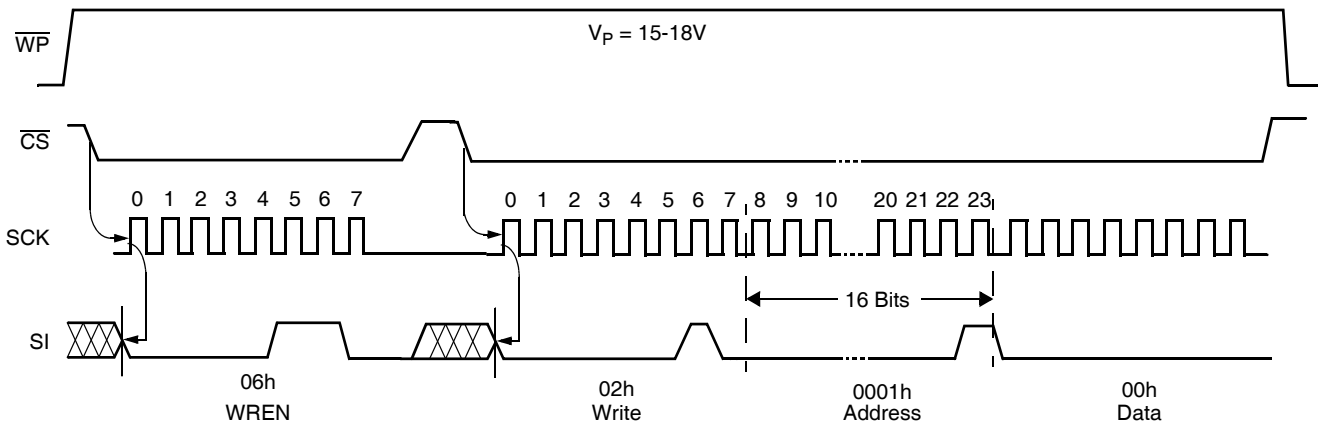 WP
V_P = 15-18V
CS
0 1 2 3 4 5 6 7
0 1 2 3 4 5 6 7 8 9 10 20 21 22 23
SCK
16 Bits
SI
06h
WREN
02h
Write
0001h
Address
00h
Data